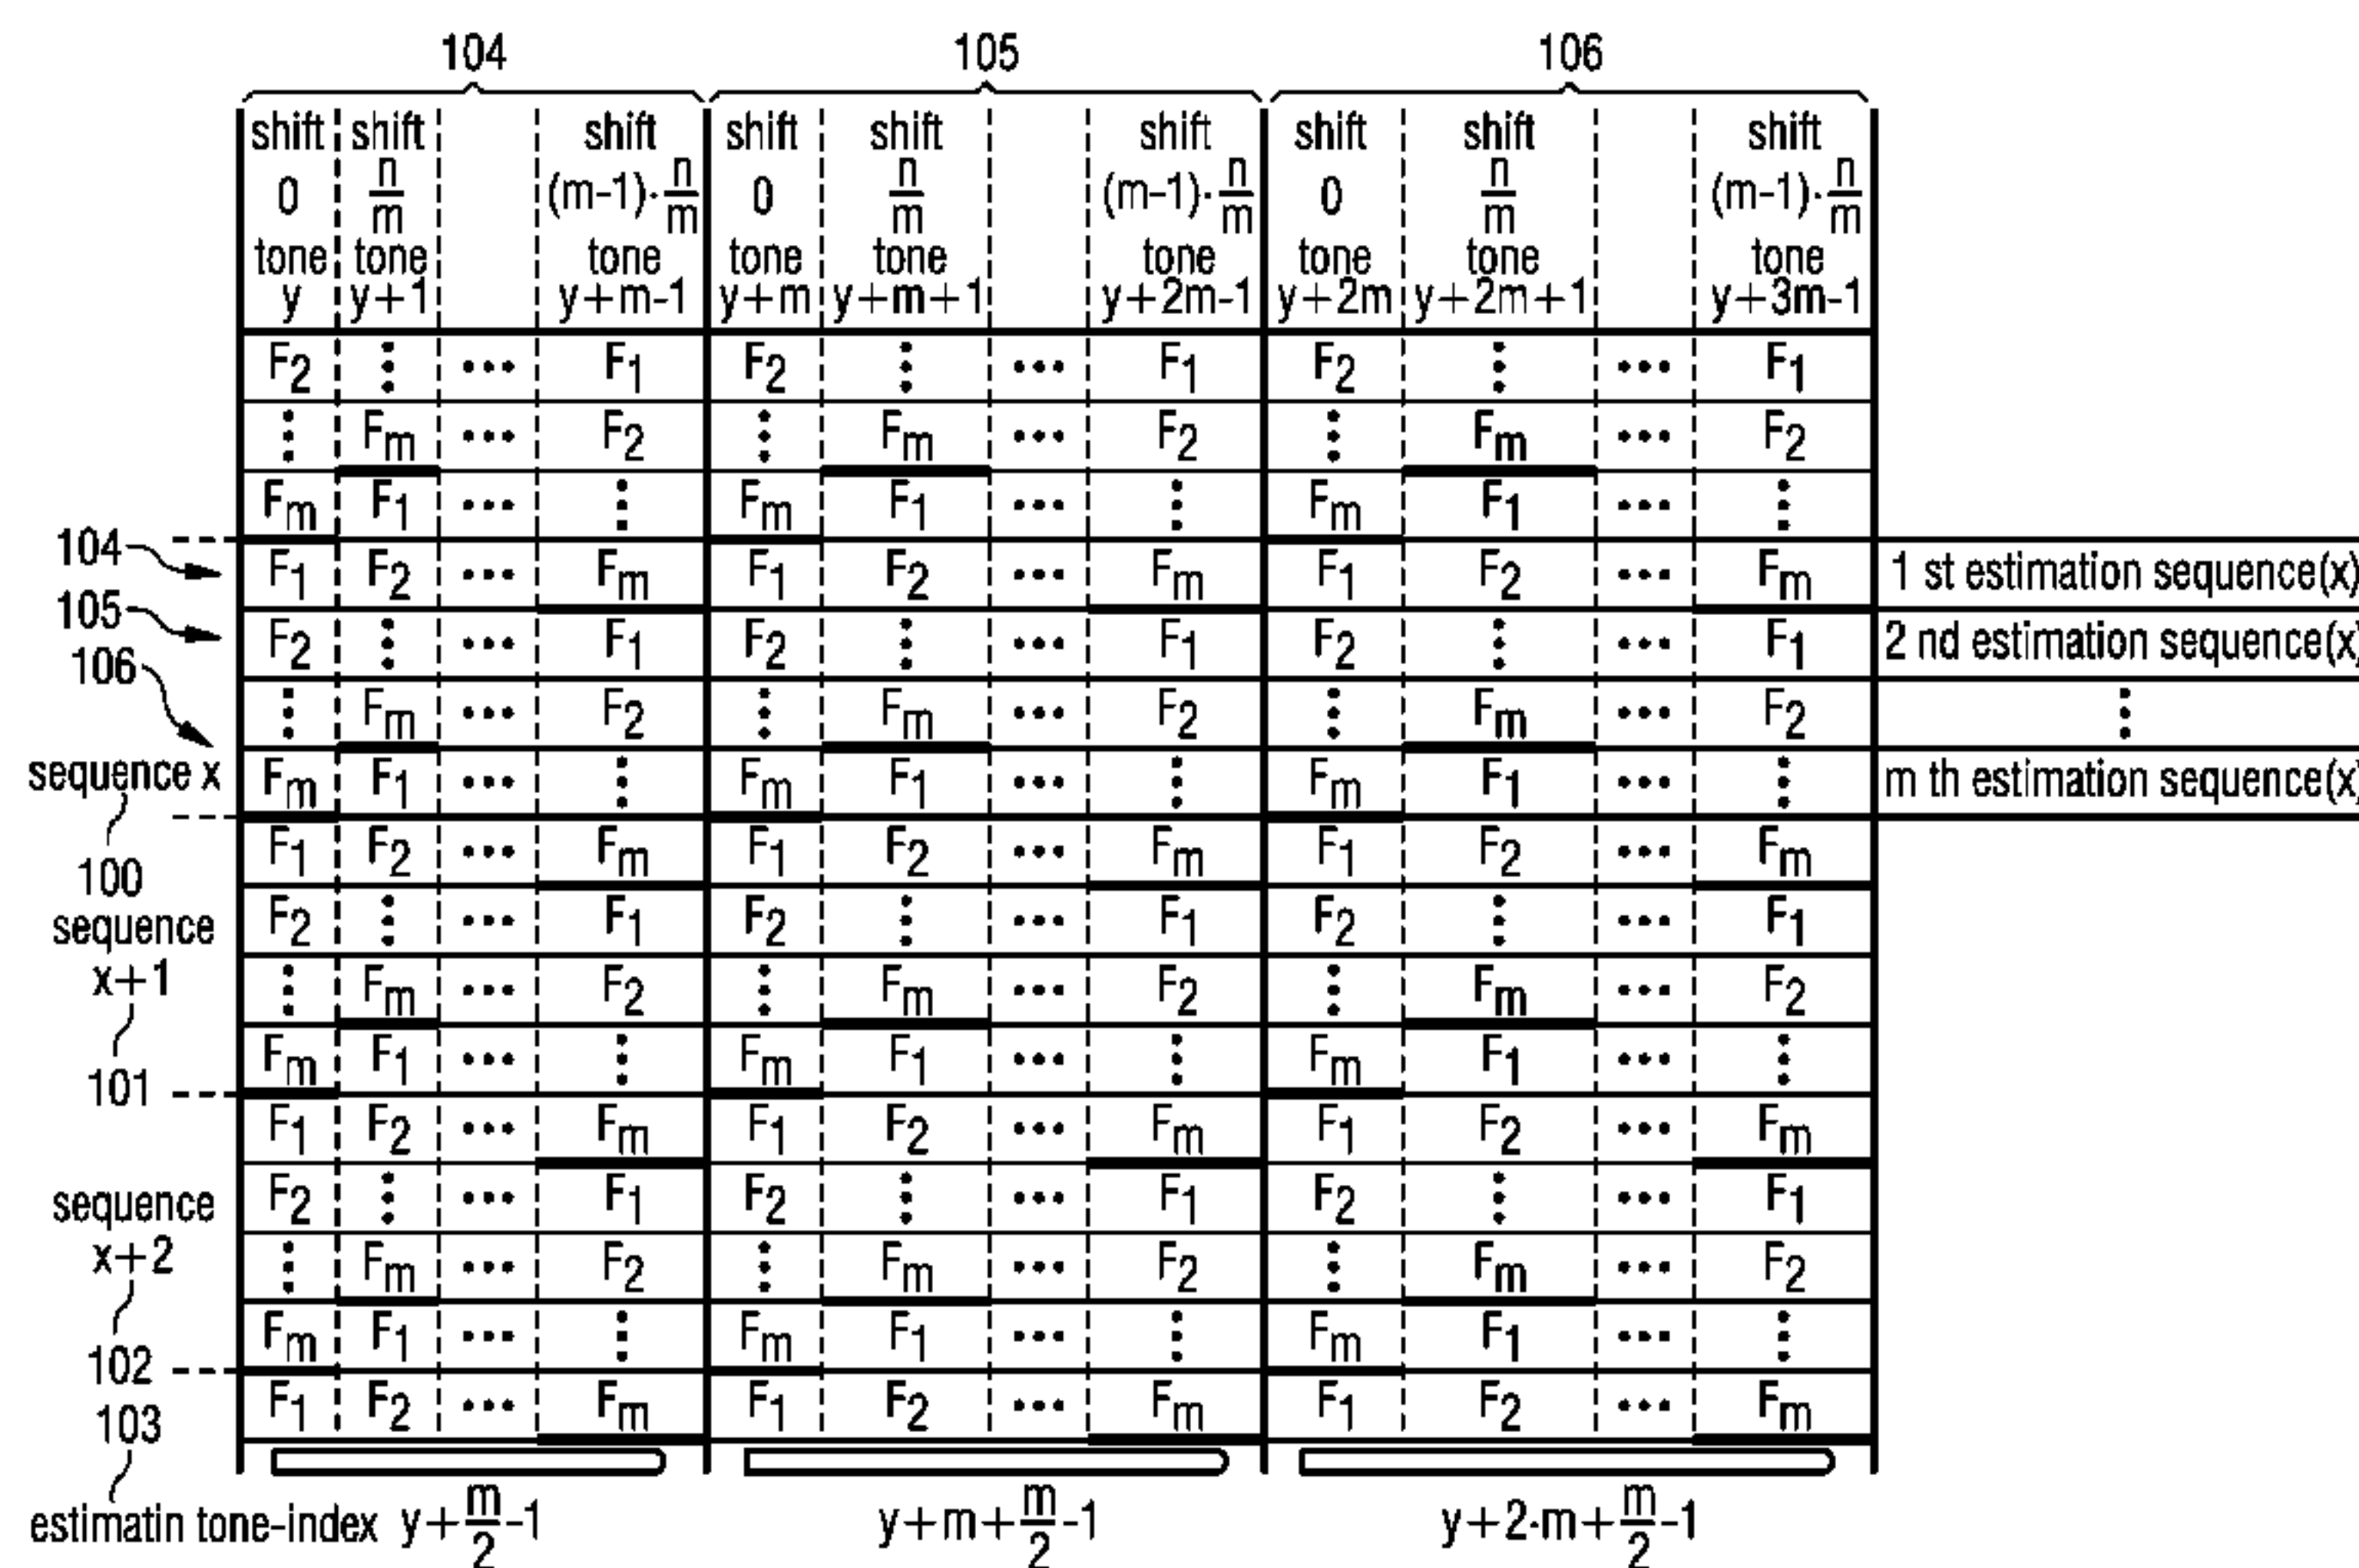 104 105 106
shift shift shift shift shift shift shift shift shift
0 n/m (m-1)·n/m 0 n/m (m-1)·n/m 0 n/m (m-1)·n/m
tone tone tone tone tone tone tone tone tone
y y+1 y+m-1 y+m y+m+1 y+2m-1 y+2m y+2m+1 y+3m-1
F2 ⋮ ··· F1 F2 ⋮ ··· F1 F2 ⋮ ··· F1
⋮ Fm ··· F2 ⋮ Fm ··· F2 ⋮ Fm ··· F2
Fm F1 ··· ⋮ Fm F1 ··· ⋮ Fm F1 ··· ⋮
104 F1 F2 ··· Fm F1 F2 ··· Fm F1 F2 ··· Fm 1 st estimation sequence(x)
105 F2 ⋮ ··· F1 F2 ⋮ ··· F1 F2 ⋮ ··· F1 2 nd estimation sequence(x)
106 ⋮ Fm ··· F2 ⋮ Fm ··· F2 ⋮ Fm ··· F2 ⋮
sequence x Fm F1 ··· ⋮ Fm F1 ··· ⋮ Fm F1 ··· ⋮ m th estimation sequence(x)
100 F1 F2 ··· Fm F1 F2 ··· Fm F1 F2 ··· Fm
sequence F2 ⋮ ··· F1 F2 ⋮ ··· F1 F2 ⋮ ··· F1
x+1 ⋮ Fm ··· F2 ⋮ Fm ··· F2 ⋮ Fm ··· F2
101 Fm F1 ··· ⋮ Fm F1 ··· ⋮ Fm F1 ··· ⋮
F1 F2 ··· Fm F1 F2 ··· Fm F1 F2 ··· Fm
sequence F2 ⋮ ··· F1 F2 ⋮ ··· F1 F2 ⋮ ··· F1
x+2 ⋮ Fm ··· F2 ⋮ Fm ··· F2 ⋮ Fm ··· F2
102 Fm F1 ··· ⋮ Fm F1 ··· ⋮ Fm F1 ··· ⋮
103 F1 F2 ··· Fm F1 F2 ··· Fm F1 F2 ··· Fm
estimatin tone-index y+m/2-1 y+m+m/2-1 y+2·m+m/2-1